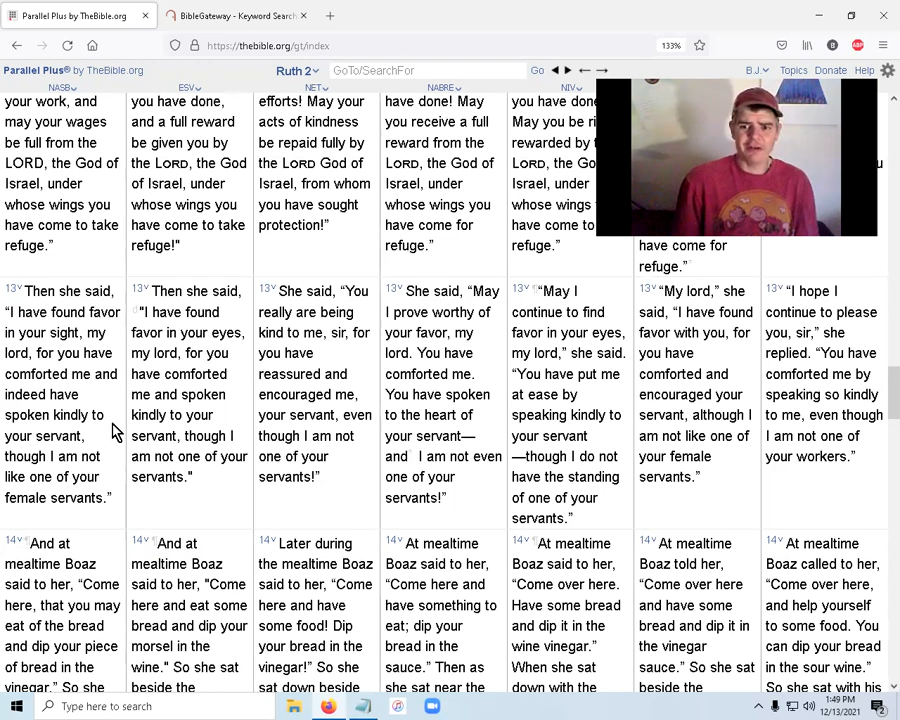 Parallel Plus by TheBible.org
BibleGateway - Keyword Search:
https://thebible.org/gt/index
133%
Parallel Plus® by TheBible.org
Ruth 2
GoTo/SearchFor
Go
B.J.
Topics
Donate
Help
NASB
ESV
NET
NABRE
NIV
your work, and
may your wages
be full from the
LORD, the God of
Israel, under
whose wings you
have come to take
refuge.”
you have done,
and a full reward
be given you by
the LORD, the God
of Israel, under
whose wings you
have come to take
refuge!"
efforts! May your
acts of kindness
be repaid fully by
the LORD God of
Israel, from whom
you have sought
protection!”
have done! May
you receive a full
reward from the
LORD, the God of
Israel, under
whose wings you
have come for
refuge.”
you have done
May you be
rewarded by
LORD, the God
Israel, under
whose wings
have come to
refuge.”
have come for
refuge.”
13v Then she said,
“I have found favor
in your sight, my
lord, for you have
comforted me and
indeed have
spoken kindly to
your servant,
though I am not
like one of your
female servants.”
13v Then she said,
"I have found
favor in your eyes,
my lord, for you
have comforted
me and spoken
kindly to your
servant, though I
am not one of your
servants."
13v She said, “You
really are being
kind to me, sir, for
you have
reassured and
encouraged me,
your servant, even
though I am not
one of your
servants!”
13v She said, “May
I prove worthy of
your favor, my
lord. You have
comforted me.
You have spoken
to the heart of
your servant—
and I am not even
one of your
servants!”
13v “May I
continue to find
favor in your eyes,
my lord,” she said.
“You have put me
at ease by
speaking kindly to
your servant
—though I do not
have the standing
of one of your
servants.”
13v “My lord,” she
said, “I have found
favor with you, for
you have
comforted and
encouraged your
servant, although I
am not like one of
your female
servants.”
13v “I hope I
continue to please
you, sir,” she
replied. “You have
comforted me by
speaking so kindly
to me, even though
I am not one of
your workers.”
14v And at
mealtime Boaz
said to her, “Come
here, that you may
eat of the bread
and dip your piece
of bread in the
vinegar.” So she
14v And at
mealtime Boaz
said to her, "Come
here and eat some
bread and dip your
morsel in the
wine." So she sat
beside the
14v Later during
the mealtime Boaz
said to her, “Come
here and have
some food! Dip
your bread in the
vinegar!” So she
sat down beside
14v At mealtime
Boaz said to her,
“Come here and
have something to
eat; dip your
bread in the
sauce.” Then as
she sat near the
14v At mealtime
Boaz said to her,
“Come over here.
Have some bread
and dip it in the
wine vinegar.”
When she sat
down with the
14v At mealtime
Boaz told her,
“Come over here
and have some
bread and dip it in
the vinegar
sauce.” So she sat
beside the
14v At mealtime
Boaz called to her,
“Come over here,
and help yourself
to some food. You
can dip your bread
in the sour wine.”
So she sat with his
Type here to search
1:49 PM
12/13/2021
2